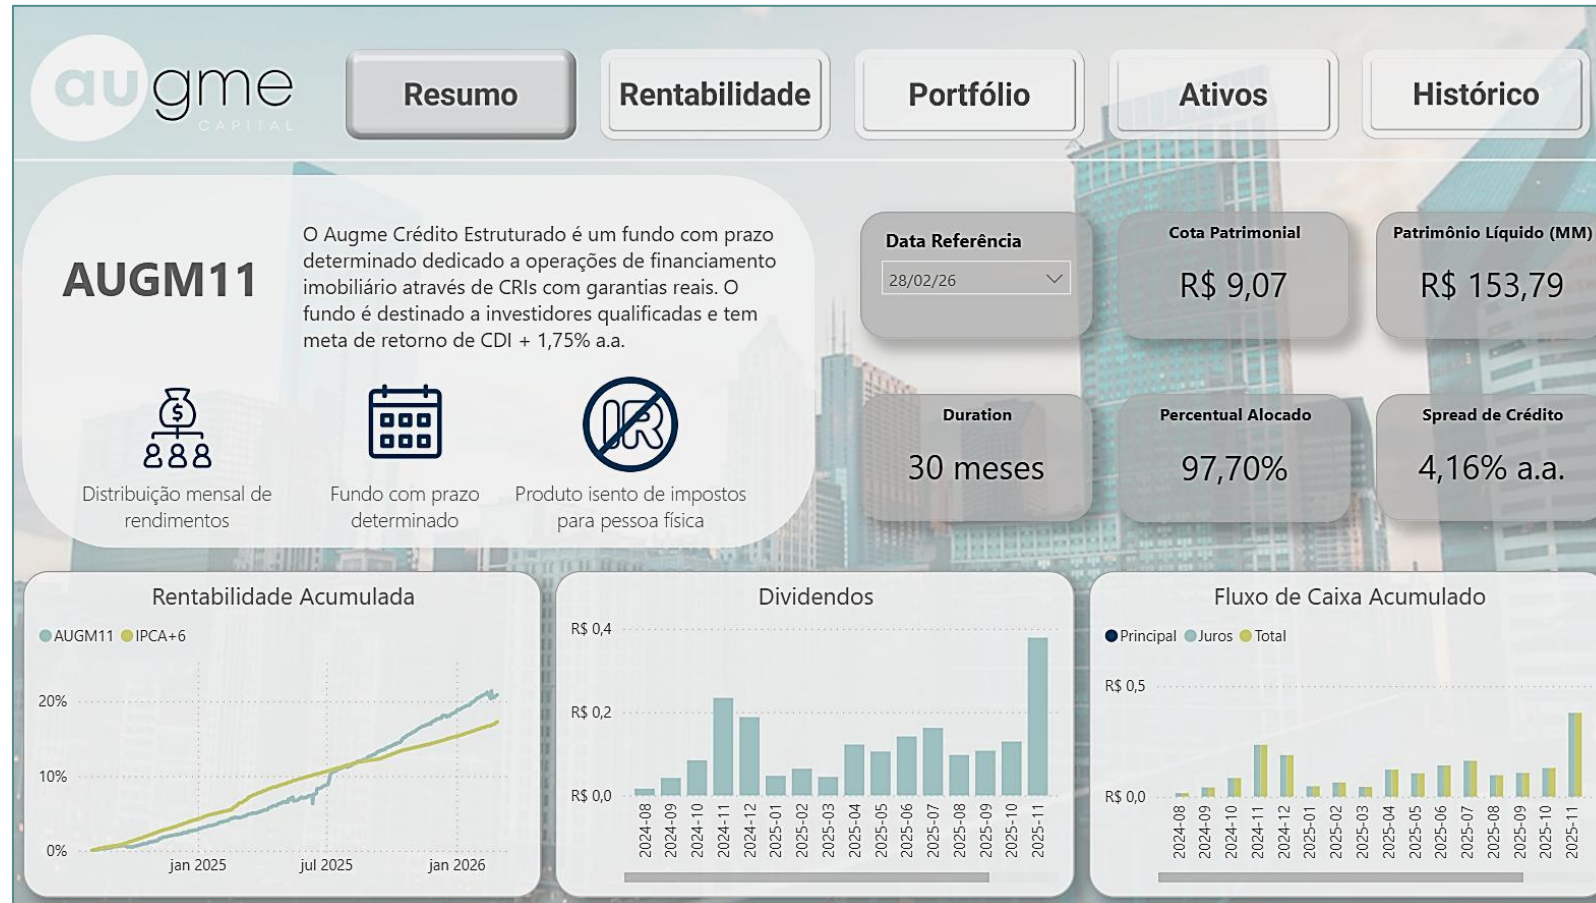 augme
CAPITAL
Resumo
Rentabilidade
Portfólio
Ativos
Histórico
AUGM11
O Augme Crédito Estruturado é um fundo com prazo
determinado dedicado a operações de financiamento
imobiliário através de CRIs com garantias reais. O
fundo é destinado a investidores qualificadas e tem
meta de retorno de CDI + 1,75% a.a.
$
IR
Distribuição mensal de
rendimentos
Fundo com prazo
determinado
Produto isento de impostos
para pessoa física
Data Referência
28/02/26
Cota Patrimonial
R$ 9,07
Patrimônio Líquido (MM)
R$ 153,79
Duration
30 meses
Percentual Alocado
97,70%
Spread de Crédito
4,16% a.a.
Rentabilidade Acumulada
AUGM11 IPCA+6
20%
10%
0%
jan 2025 jul 2025 jan 2026
Dividendos
R$ 0,4
R$ 0,2
R$ 0,0
2024-08
2024-09
2024-10
2024-11
2024-12
2025-01
2025-02
2025-03
2025-04
2025-05
2025-06
2025-07
2025-08
2025-09
2025-10
2025-11
Fluxo de Caixa Acumulado
Principal Juros Total
R$ 0,5
R$ 0,0
2024-08
2024-09
2024-10
2024-11
2024-12
2025-01
2025-02
2025-03
2025-04
2025-05
2025-06
2025-07
2025-08
2025-09
2025-10
2025-11